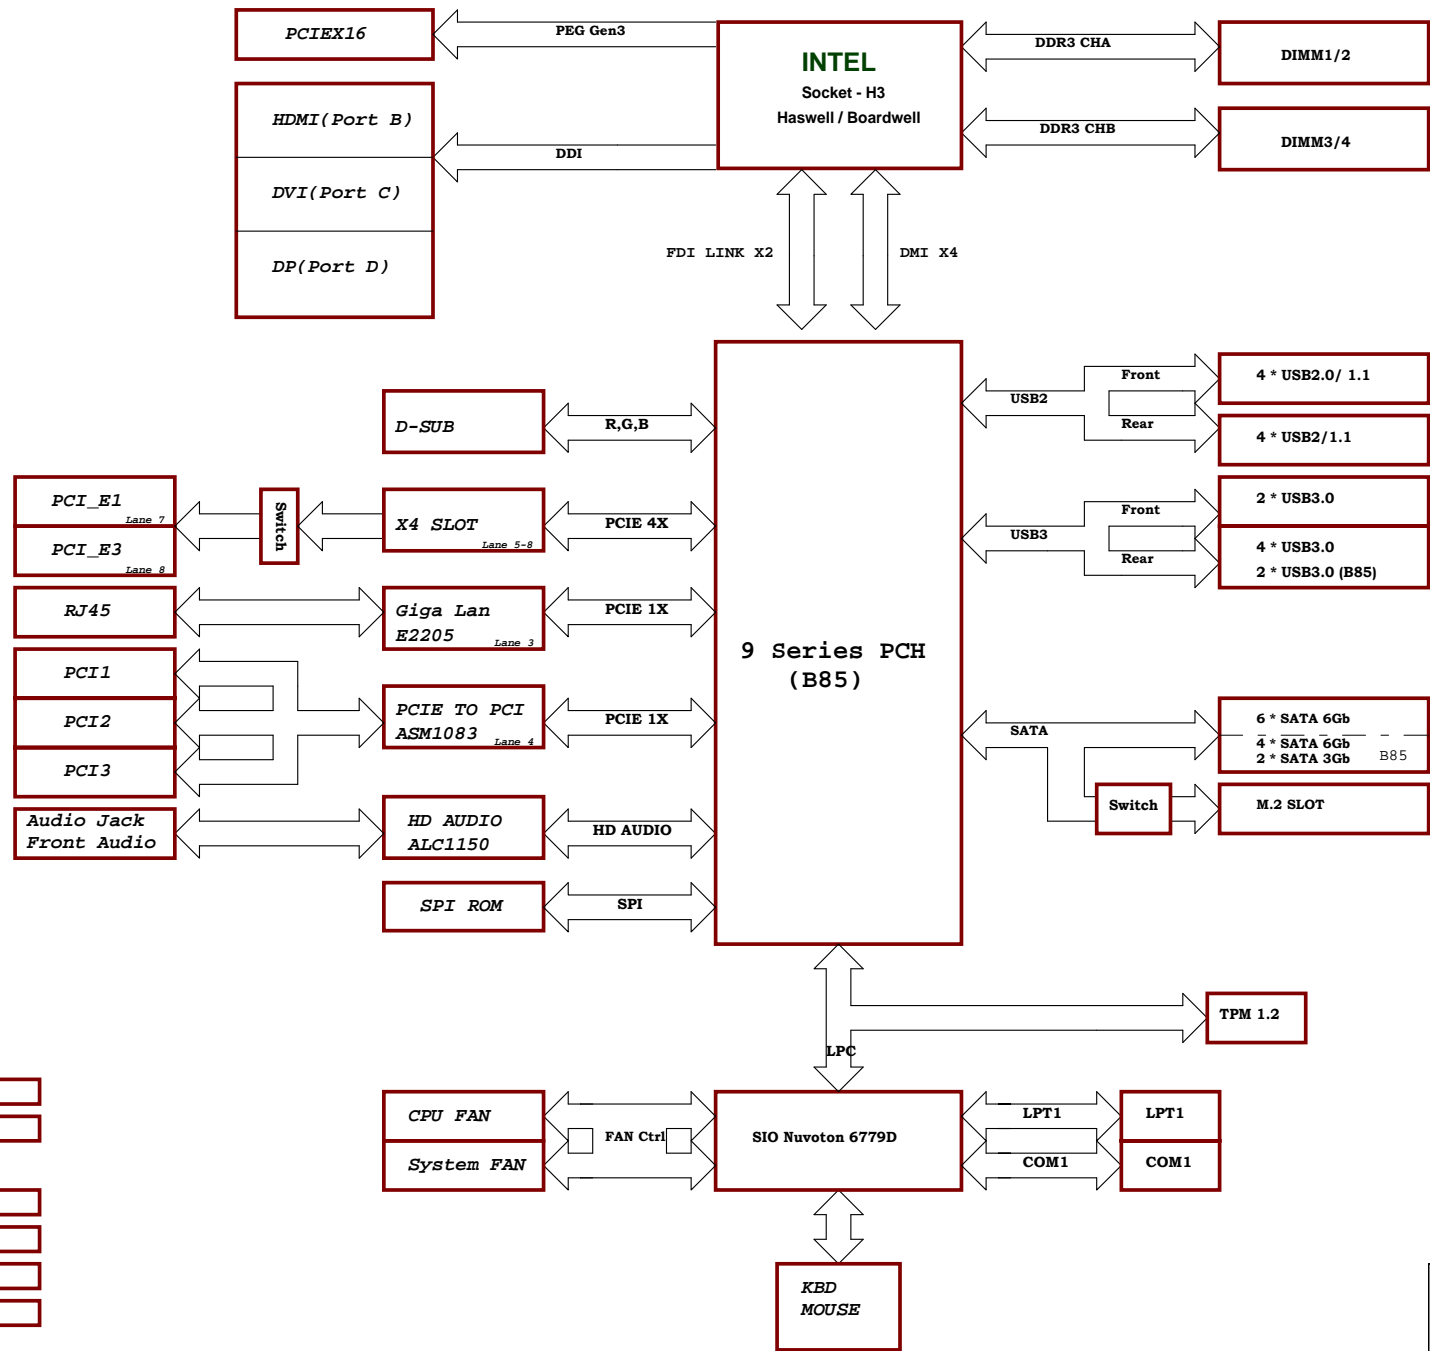 PCIEX16
PEG Gen3
INTEL
Socket - H3
Haswell / Boardwell
DDR3 CHA
DIMM1/2
HDMI(Port B)
DDI
DDR3 CHB
DIMM3/4
DVI(Port C)
DP(Port D)
FDI LINK X2
DMI X4
D-SUB
R,G,B
USB2
Front
4 * USB2.0/ 1.1
Rear
4 * USB2/1.1
PCI_E1
Lane 7
PCI_E3
Lane 8
Switch
X4 SLOT
Lane 5-8
PCIE 4X
USB3
Front
2 * USB3.0
Rear
4 * USB3.0
2 * USB3.0 (B85)
RJ45
Giga Lan
E2205
Lane 3
PCIE 1X
9 Series PCH
(B85)
PCI1
PCI2
PCI3
PCIE TO PCI
ASM1083
Lane 4
PCIE 1X
SATA
6 * SATA 6Gb
4 * SATA 6Gb
2 * SATA 3Gb
B85
Switch
M.2 SLOT
Audio Jack
Front Audio
HD AUDIO
ALC1150
HD AUDIO
SPI ROM
SPI
TPM 1.2
LPC
CPU FAN
System FAN
FAN Ctrl
SIO Nuvoton 6779D
LPT1
LPT1
COM1
COM1
KBD
MOUSE